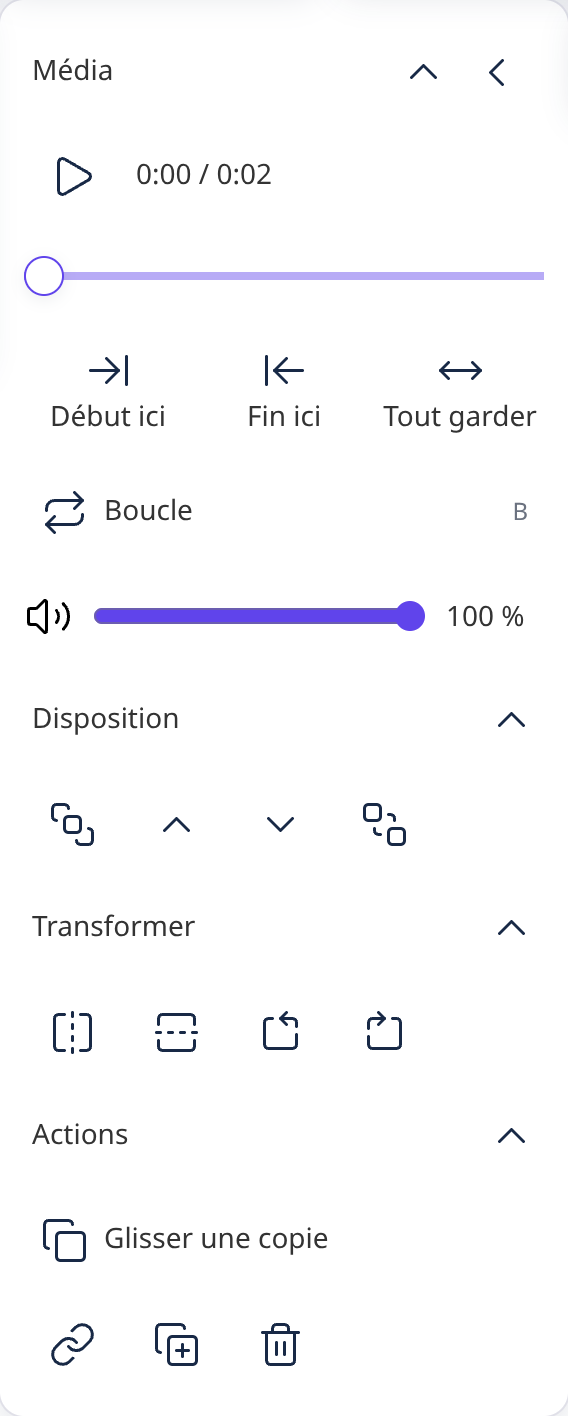 Média
0:00 / 0:02
Début ici
Fin ici
Tout garder
Boucle
B
100 %
Disposition
Transformer
Actions
Glisser une copie